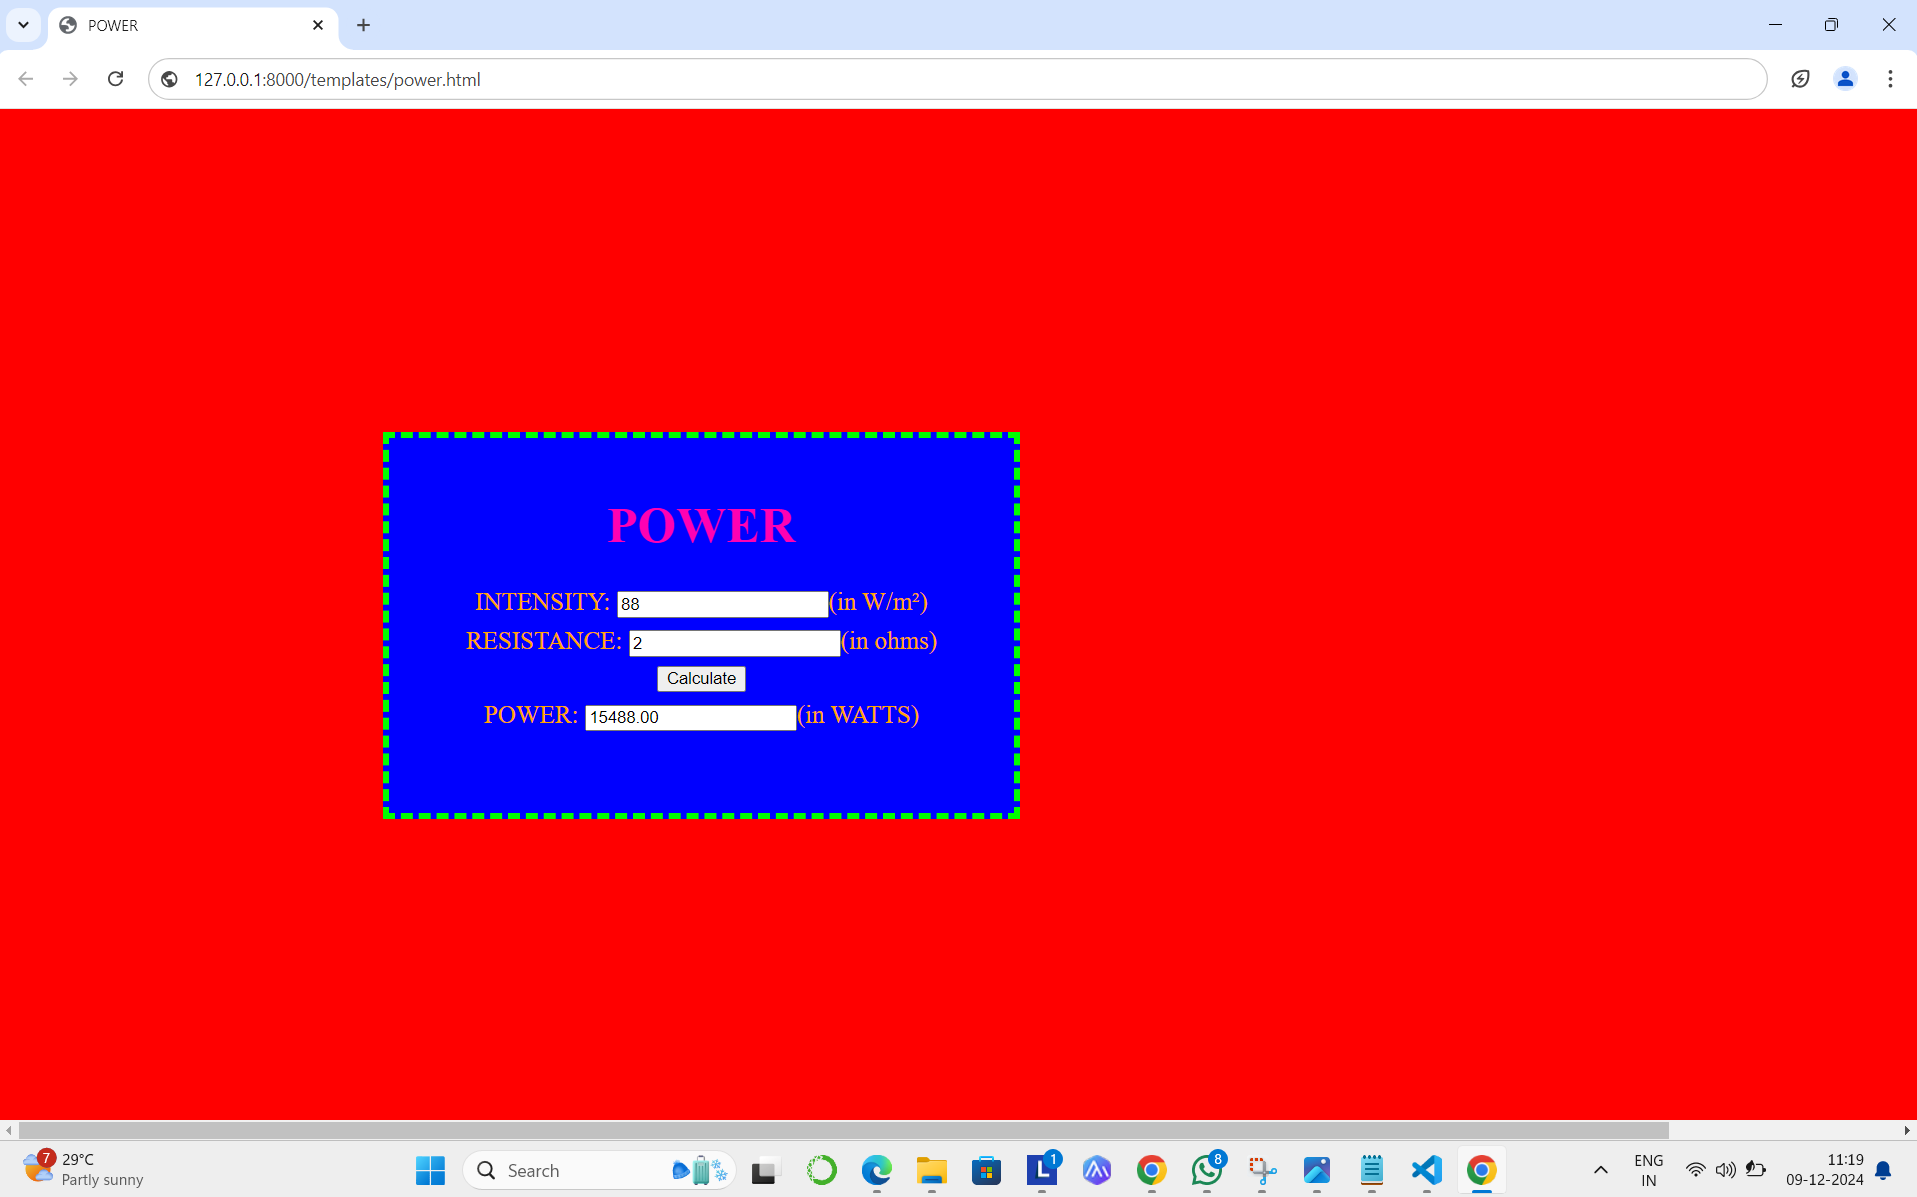 POWER
127.0.0.1:8000/templates/power.html
POWER
INTENSITY: 88 (in W/m²)
RESISTANCE: 2 (in ohms)
Calculate
POWER: 15488.00 (in WATTS)
7
29°C
Partly sunny
Search
L 1
8
ENG
IN
11:19
09-12-2024